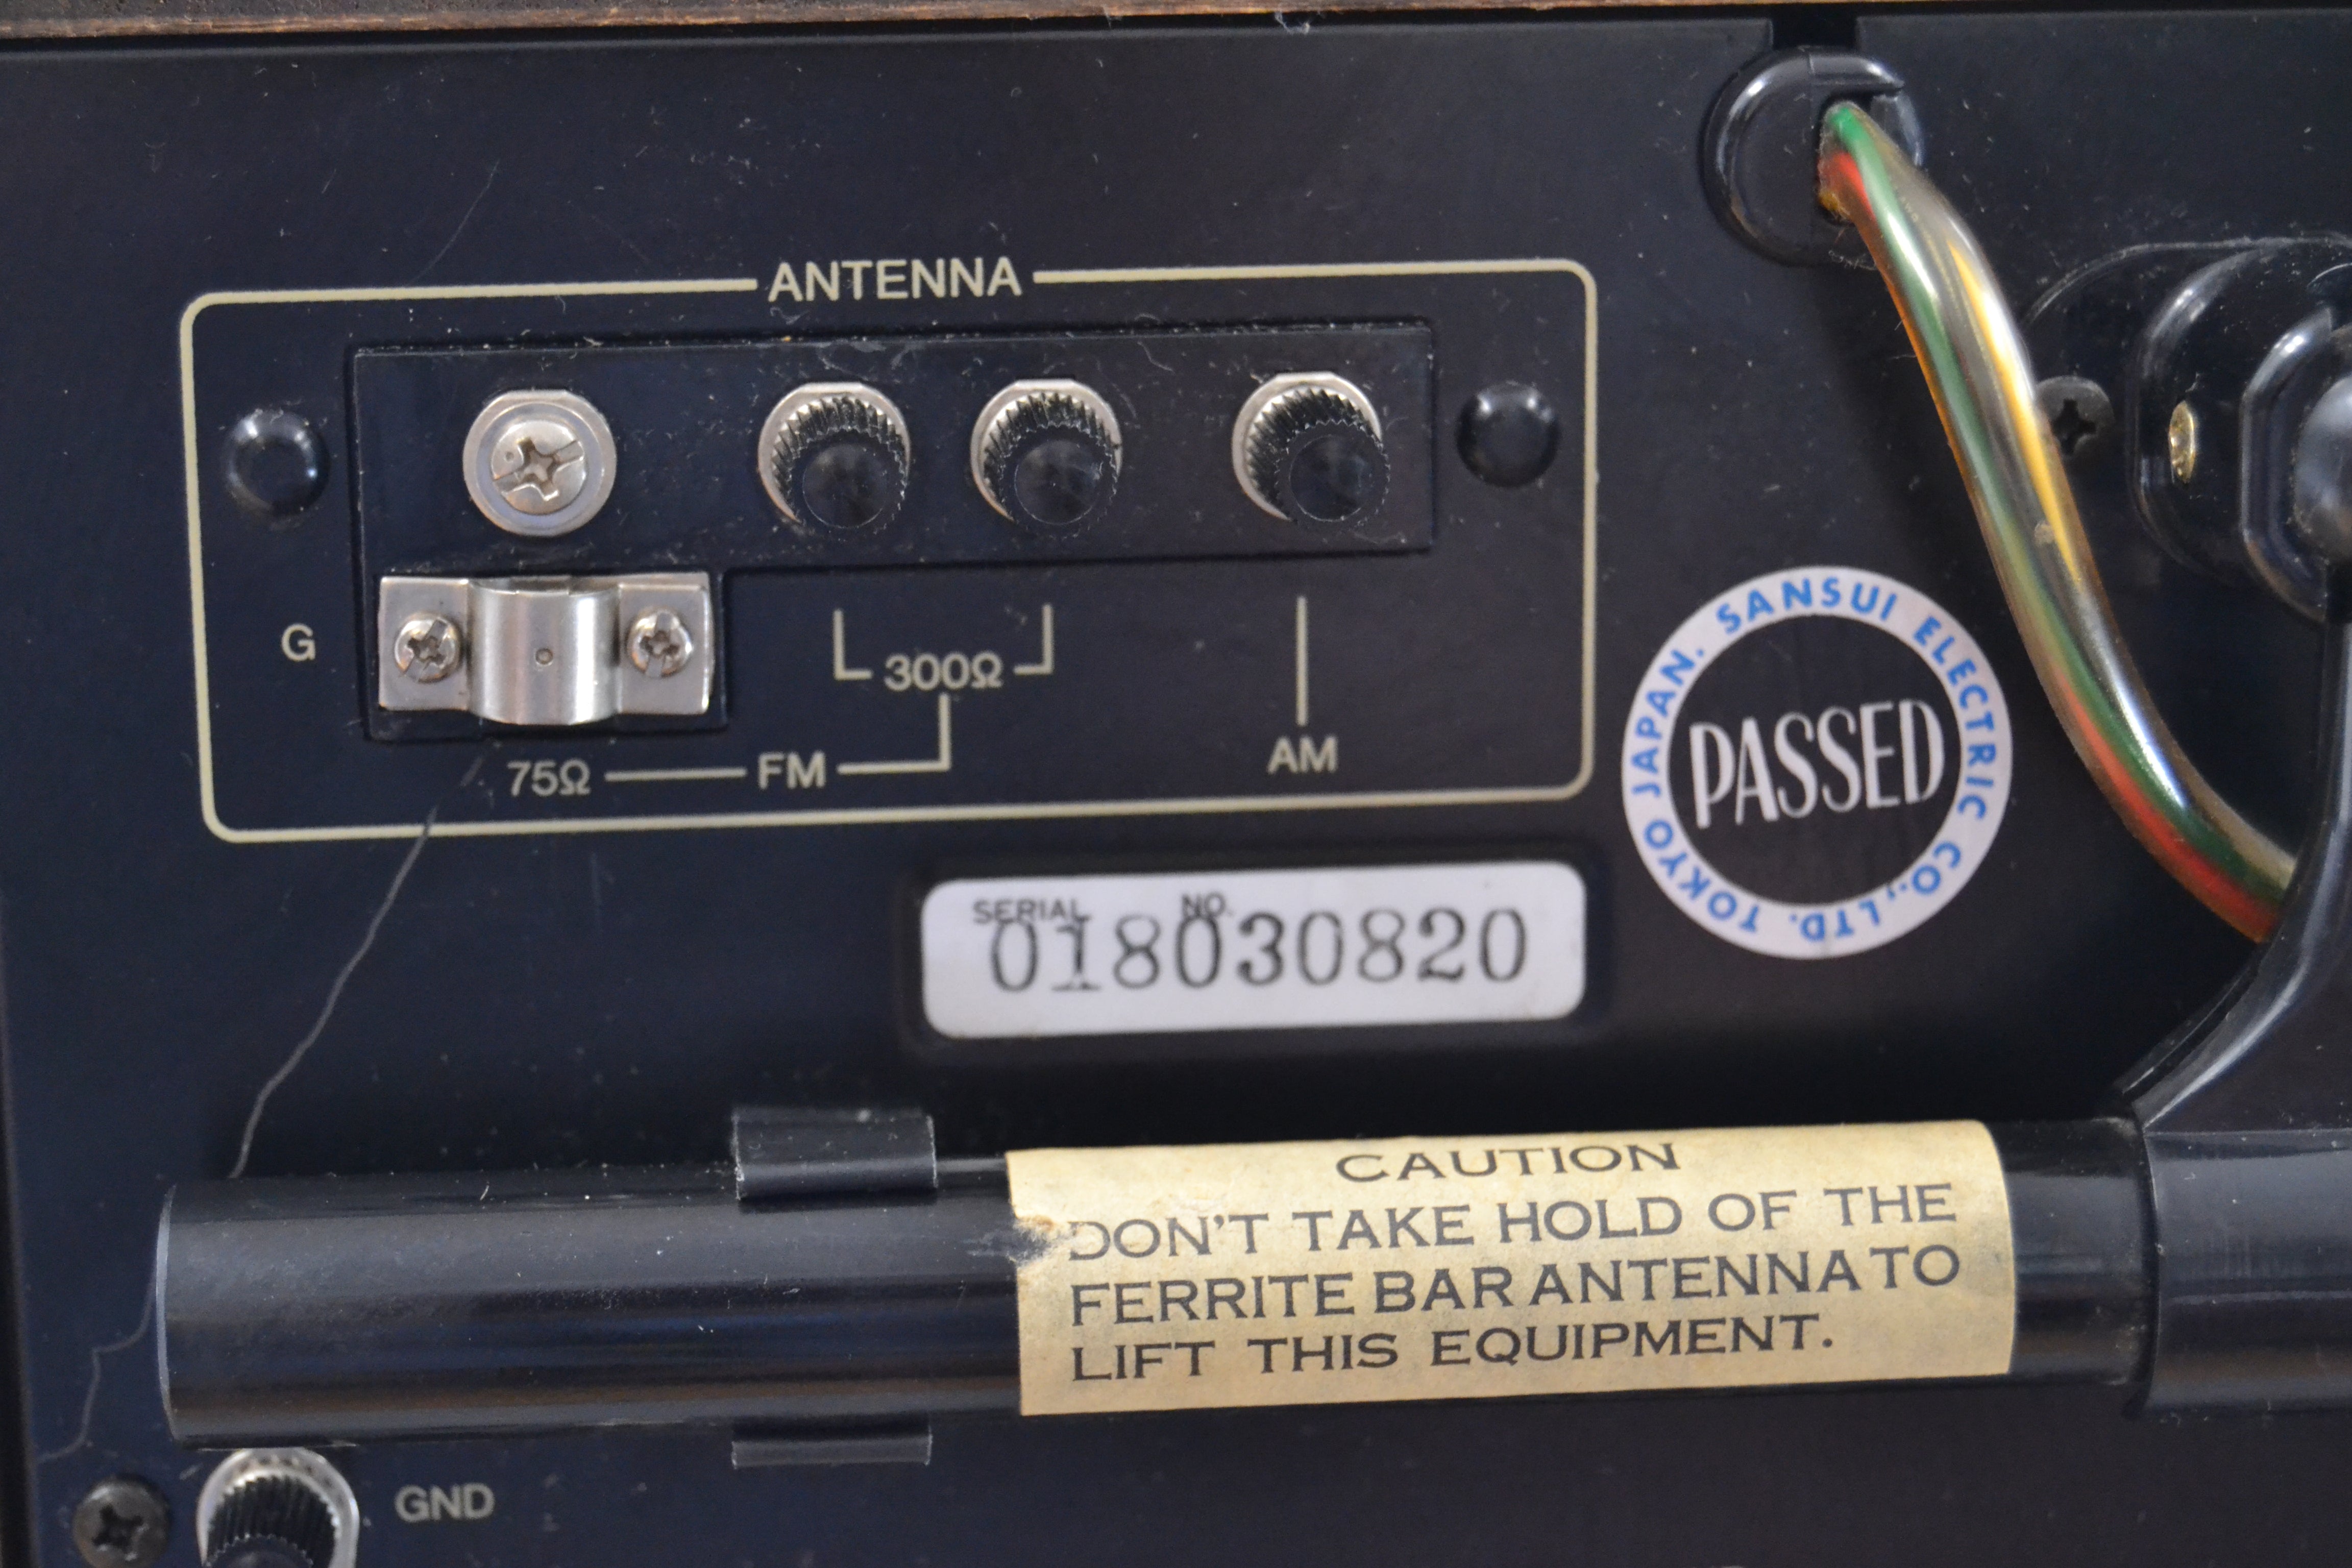 ANTENNA
G
300Ω
75Ω FM
AM
SANSUI ELECTRIC CO., LTD. TOKYO JAPAN.
PASSED
SERIAL NO.
018030820
CAUTION
DON'T TAKE HOLD OF THE
FERRITE BAR ANTENNA TO
LIFT THIS EQUIPMENT.
GND